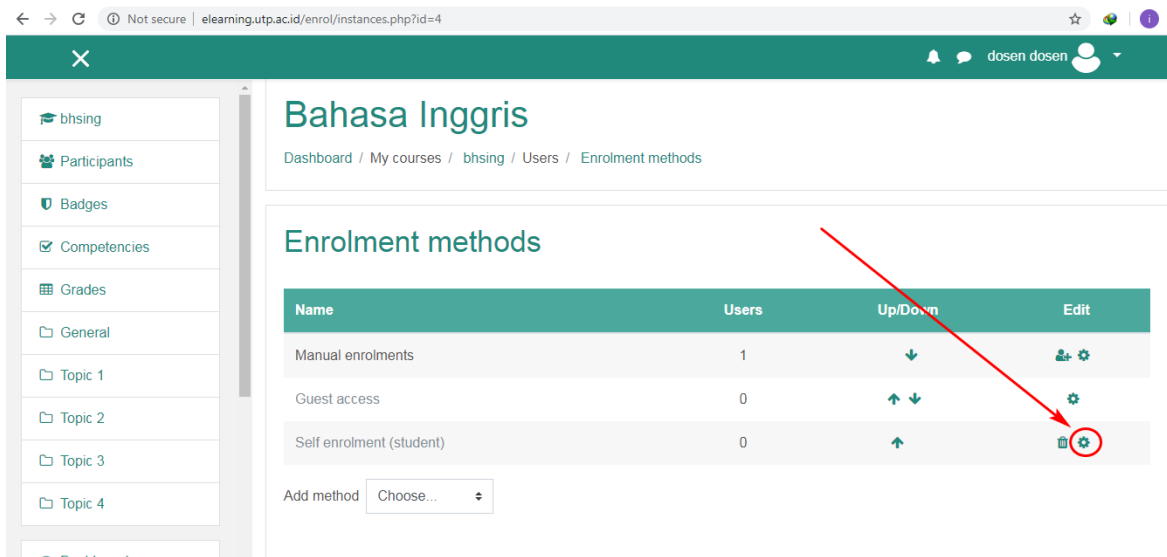 Not secure | elearning.utp.ac.id/enrol/instances.php?id=4
i
dosen dosen
bhsing
Participants
Badges
Competencies
Grades
General
Topic 1
Topic 2
Topic 3
Topic 4
Bahasa Inggris
Dashboard / My courses / bhsing / Users / Enrolment methods
Enrolment methods
Name Users Up/Down Edit
Manual enrolments 1
Guest access 0
Self enrolment (student) 0
Add method Choose...